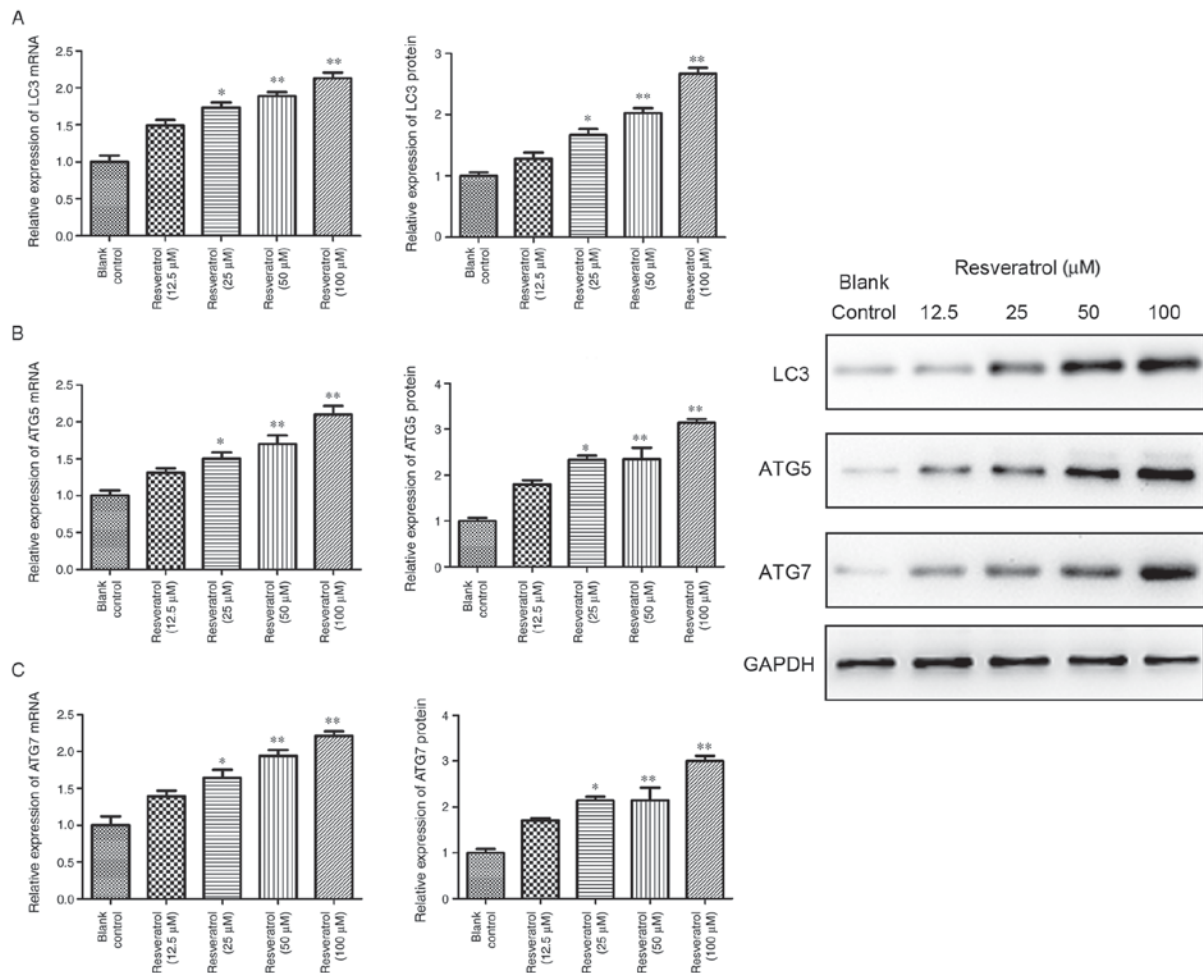 A
Relative expression of LC3 mRNA
2.5
2.0
1.5
1.0
0.5
0.0
*
**
**
Blank
control
Resveratrol
(12.5 μM)
Resveratrol
(25 μM)
Resveratrol
(50 μM)
Resveratrol
(100 μM)
Relative expression of LC3 protein
3
2
1
0
*
**
**
Blank
control
Resveratrol
(12.5 μM)
Resveratrol
(25 μM)
Resveratrol
(50 μM)
Resveratrol
(100 μM)
B
Relative expression of ATG5 mRNA
2.5
2.0
1.5
1.0
0.5
0.0
*
**
**
Blank
control
Resveratrol
(12.5 μM)
Resveratrol
(25 μM)
Resveratrol
(50 μM)
Resveratrol
(100 μM)
Relative expression of ATG5 protein
4
3
2
1
0
*
**
**
Blank
control
Resveratrol
(12.5 μM)
Resveratrol
(25 μM)
Resveratrol
(50 μM)
Resveratrol
(100 μM)
C
Relative expression of ATG7 mRNA
2.5
2.0
1.5
1.0
0.5
0.0
*
**
**
Blank
control
Resveratrol
(12.5 μM)
Resveratrol
(25 μM)
Resveratrol
(50 μM)
Resveratrol
(100 μM)
Relative expression of ATG7 protein
4
3
2
1
0
*
**
**
Blank
control
Resveratrol
(12.5 μM)
Resveratrol
(25 μM)
Resveratrol
(50 μM)
Resveratrol
(100 μM)
Resveratrol (μM)
Blank
Control 12.5 25 50 100
LC3
ATG5
ATG7
GAPDH